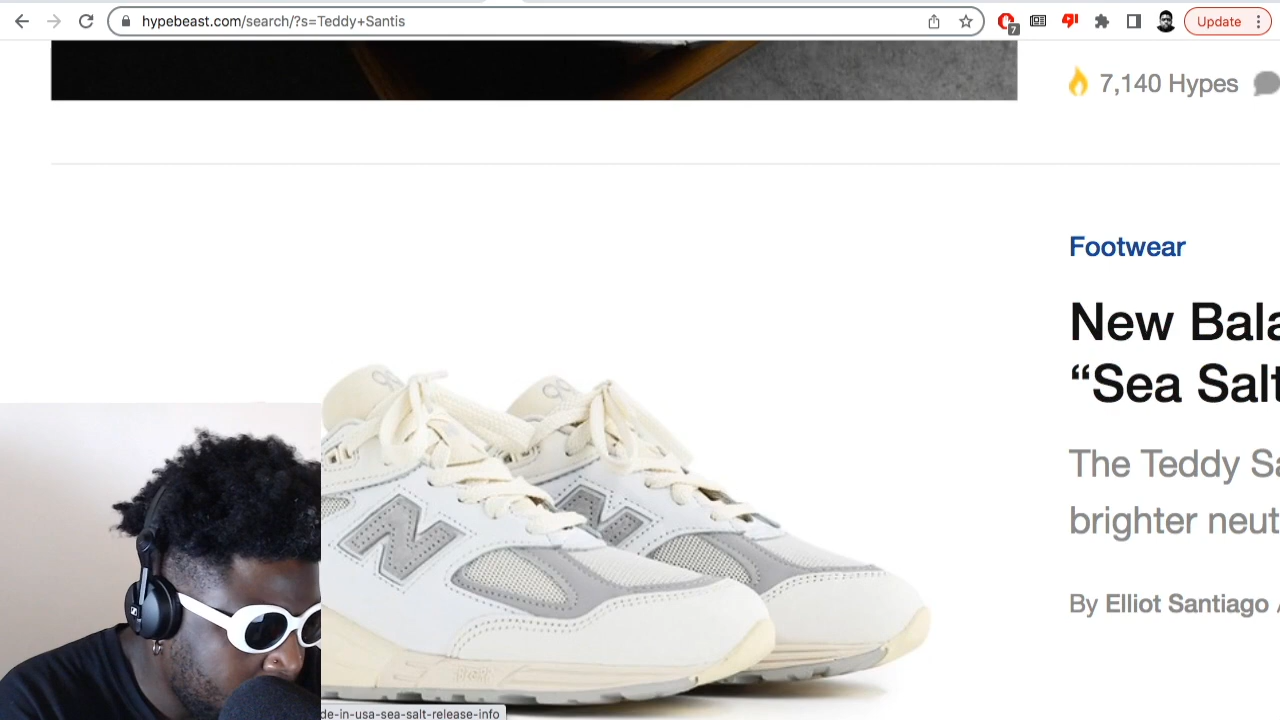 hypebeast.com/search/?s=Teddy+Santis
7
Update
7,140 Hypes
Footwear
New Bala
“Sea Salt
The Teddy Sa
brighter neut
By Elliot Santiago /
N
N
de-in-usa-sea-salt-release-info